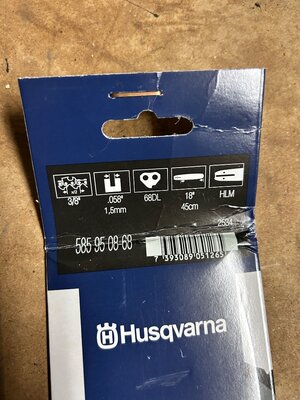 3/8" .058" 68DL 18" HLM
1,5mm 45cm
2534
585 95 08-68
7 393089 051265
Husqvarna